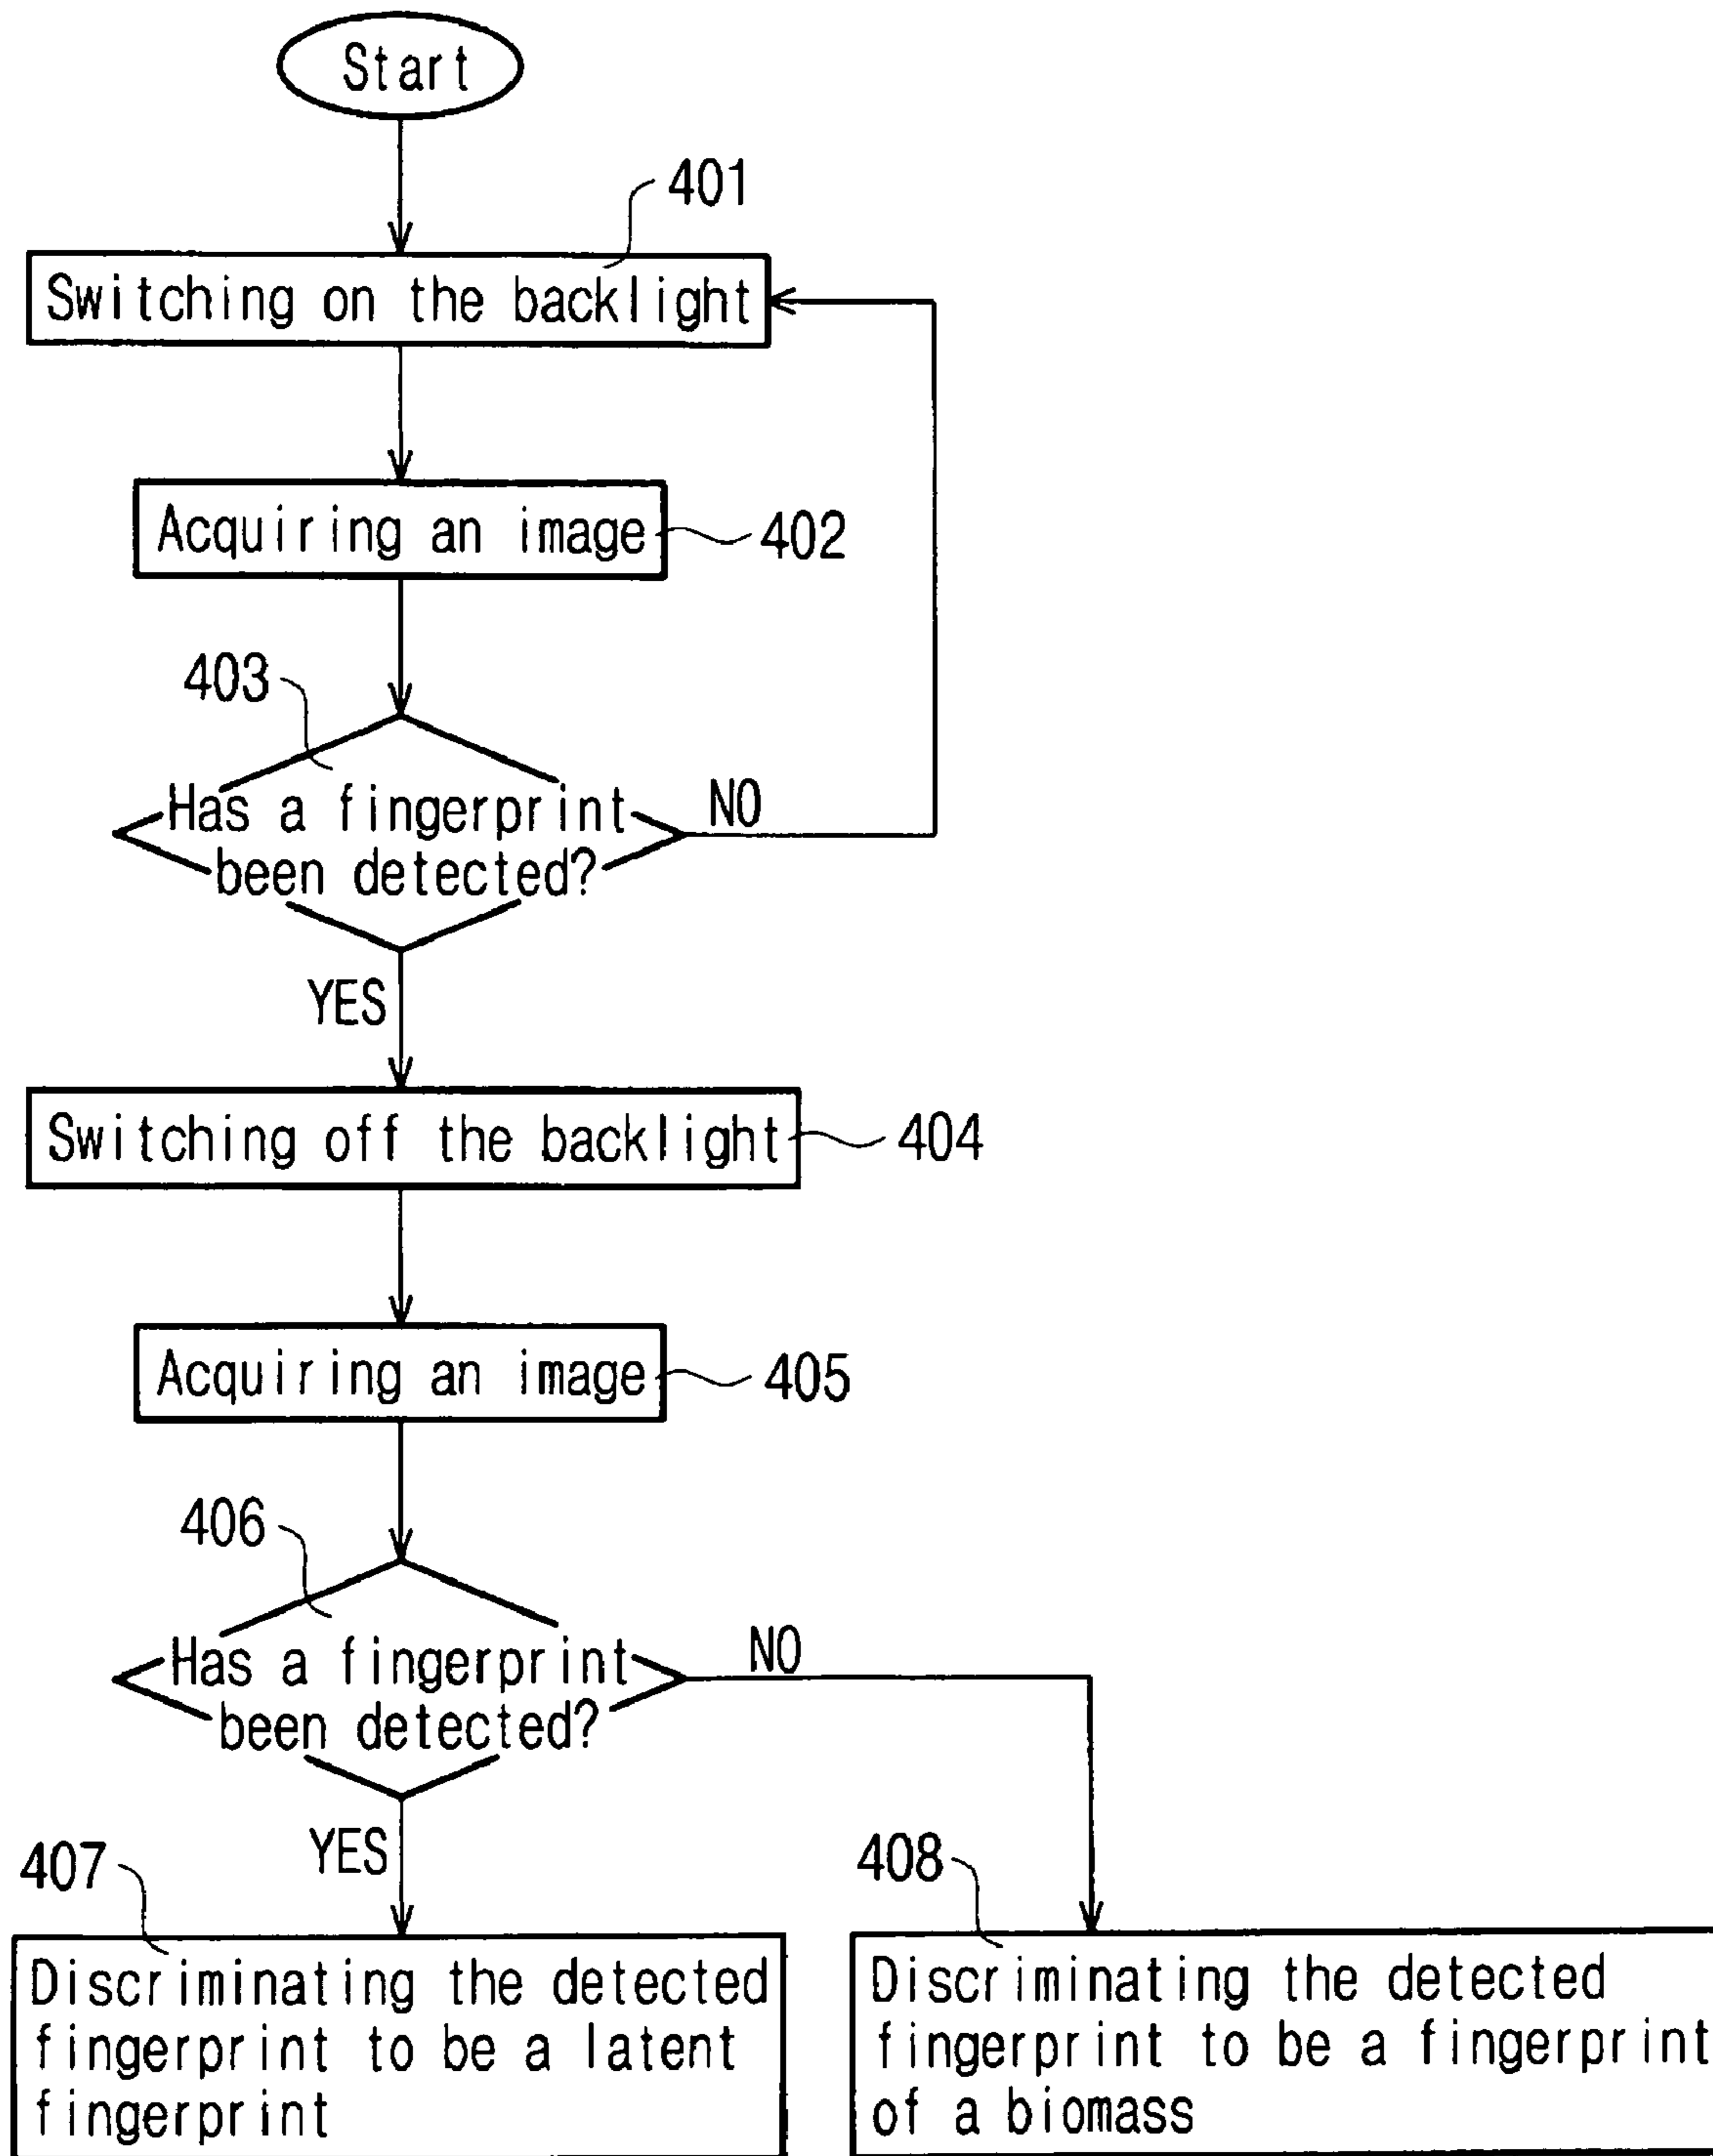 Start
401
Switching on the backlight
Acquiring an image
402
403
Has a fingerprint
been detected?
NO
YES
Switching off the backlight
404
Acquiring an image
405
406
Has a fingerprint
been detected?
NO
YES
407
Discriminating the detected
fingerprint to be a latent
fingerprint
408
Discriminating the detected
fingerprint to be a fingerprint
of a biomass